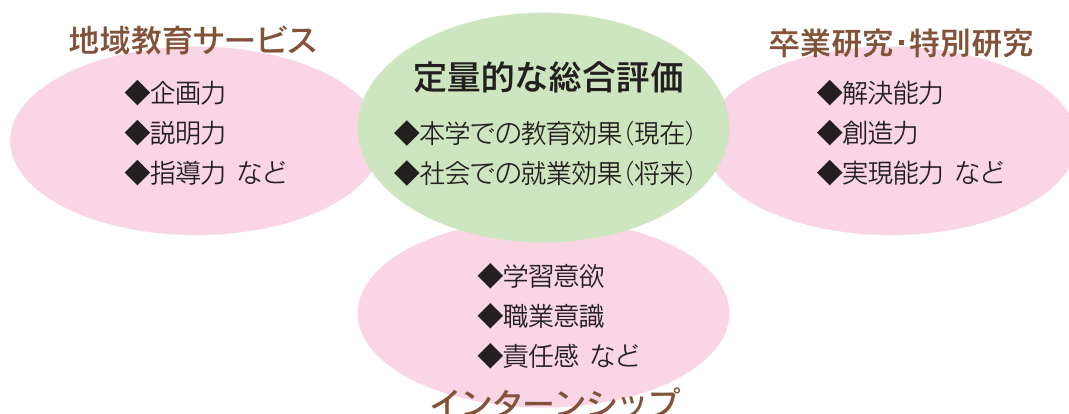 地域教育サービス
◆企画力
◆説明力
◆指導力 など
定量的な総合評価
◆本学での教育効果(現在)
◆社会での就業効果(将来)
卒業研究・特別研究
◆解決能力
◆創造力
◆実現能力 など
◆学習意欲
◆職業意識
◆責任感 など
インターンシップ